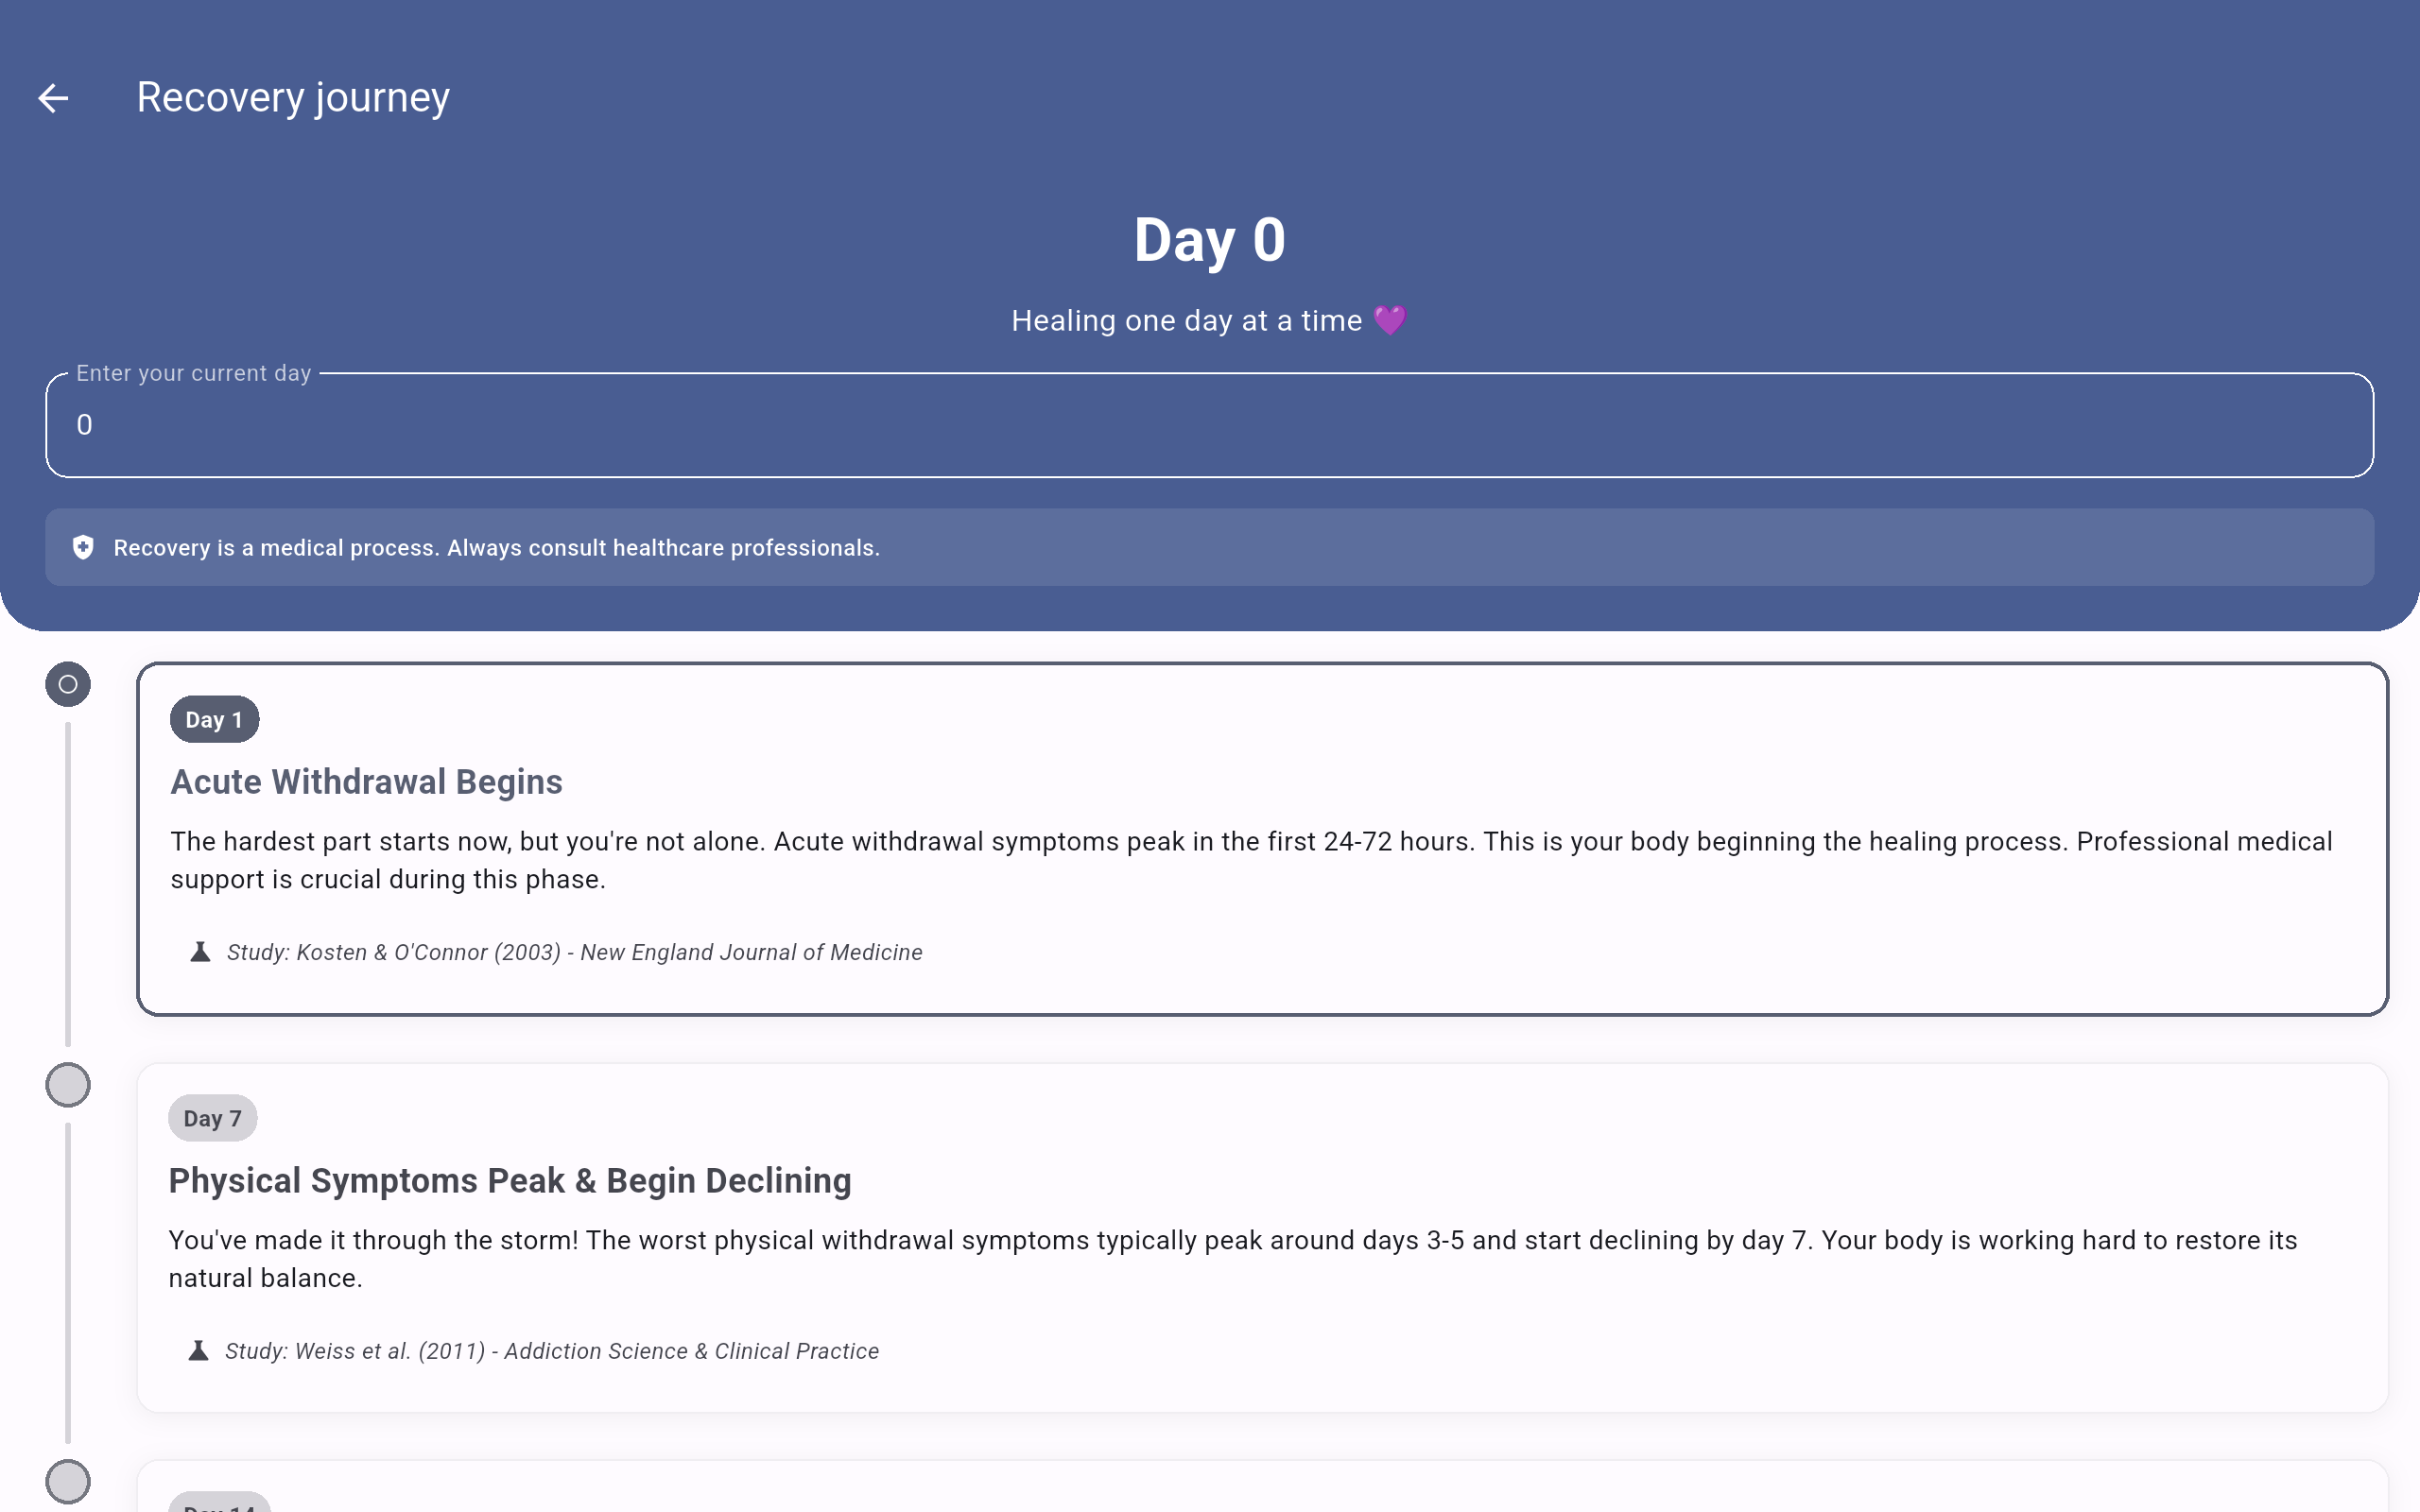 Recovery journey
Day 0
Healing one day at a time 💜
Enter your current day
0
Recovery is a medical process. Always consult healthcare professionals.
Day 1
Acute Withdrawal Begins
The hardest part starts now, but you're not alone. Acute withdrawal symptoms peak in the first 24-72 hours. This is your body beginning the healing process. Professional medical
support is crucial during this phase.
Study: Kosten & O'Connor (2003) - New England Journal of Medicine
Day 7
Physical Symptoms Peak & Begin Declining
You've made it through the storm! The worst physical withdrawal symptoms typically peak around days 3-5 and start declining by day 7. Your body is working hard to restore its
natural balance.
Study: Weiss et al. (2011) - Addiction Science & Clinical Practice
Day 14